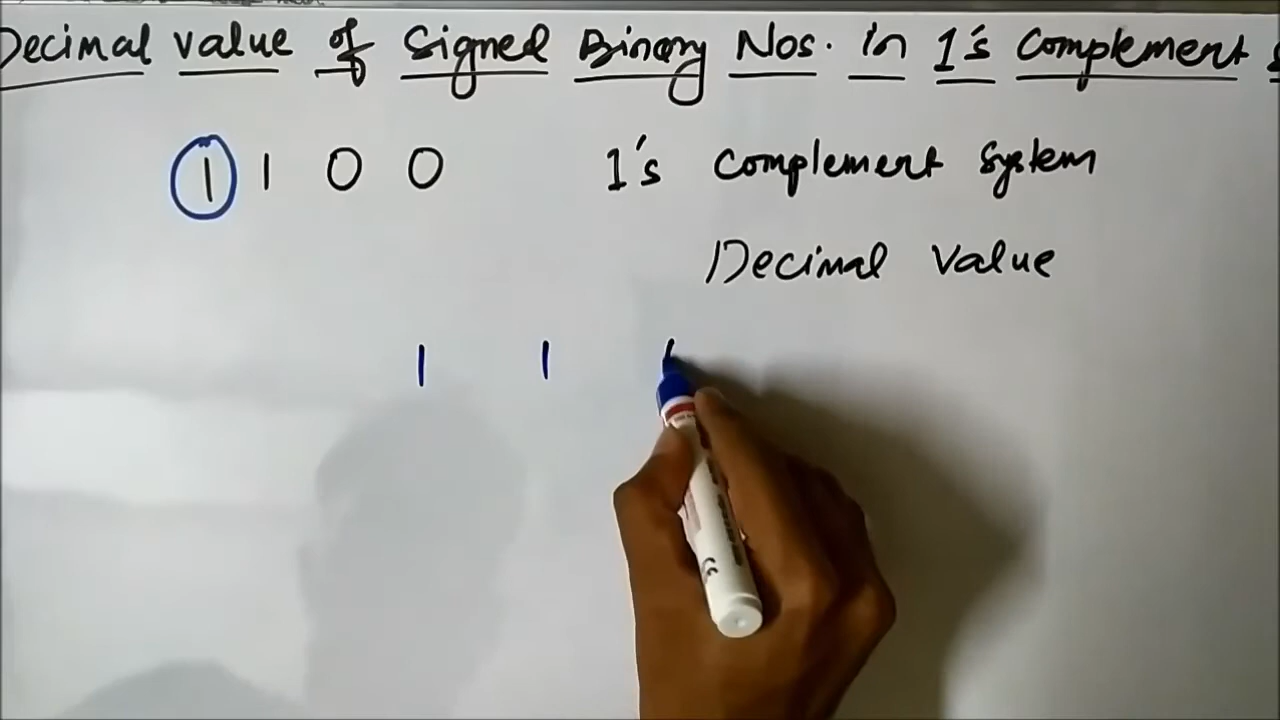 Decimal value of Signed Binary Nos. in 1's Complement
1 1 0 0 1's Complement System
Decimal Value
1 1